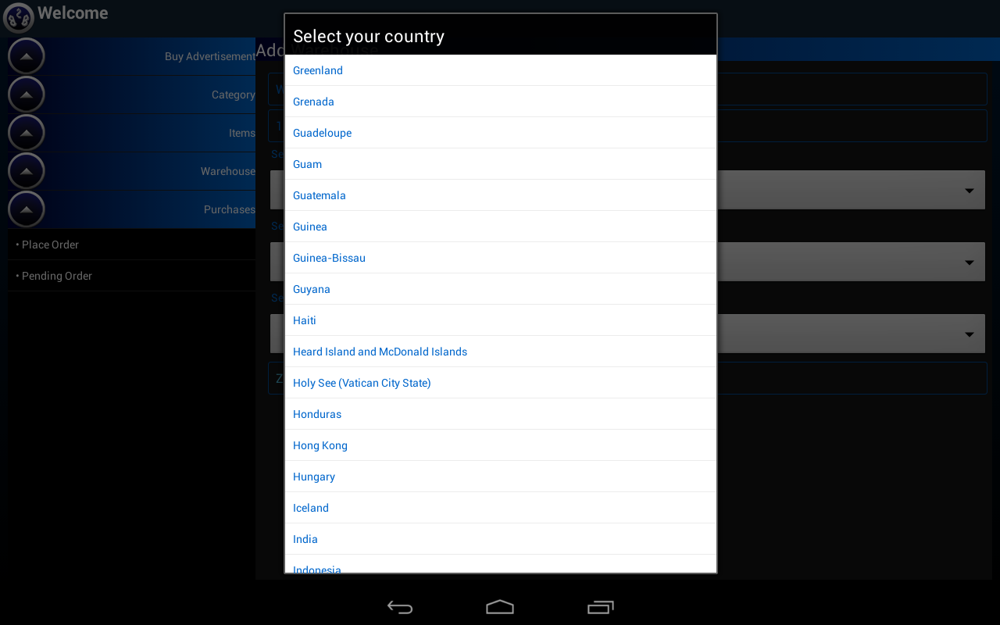 Welcome
Buy Advertisement
Category
Items
Warehouse
Purchases
• Place Order
• Pending Order
Add Warehouse
Select your country
Greenland
Grenada
Guadeloupe
Guam
Guatemala
Guinea
Guinea-Bissau
Guyana
Haiti
Heard Island and McDonald Islands
Holy See (Vatican City State)
Honduras
Hong Kong
Hungary
Iceland
India
Indonesia